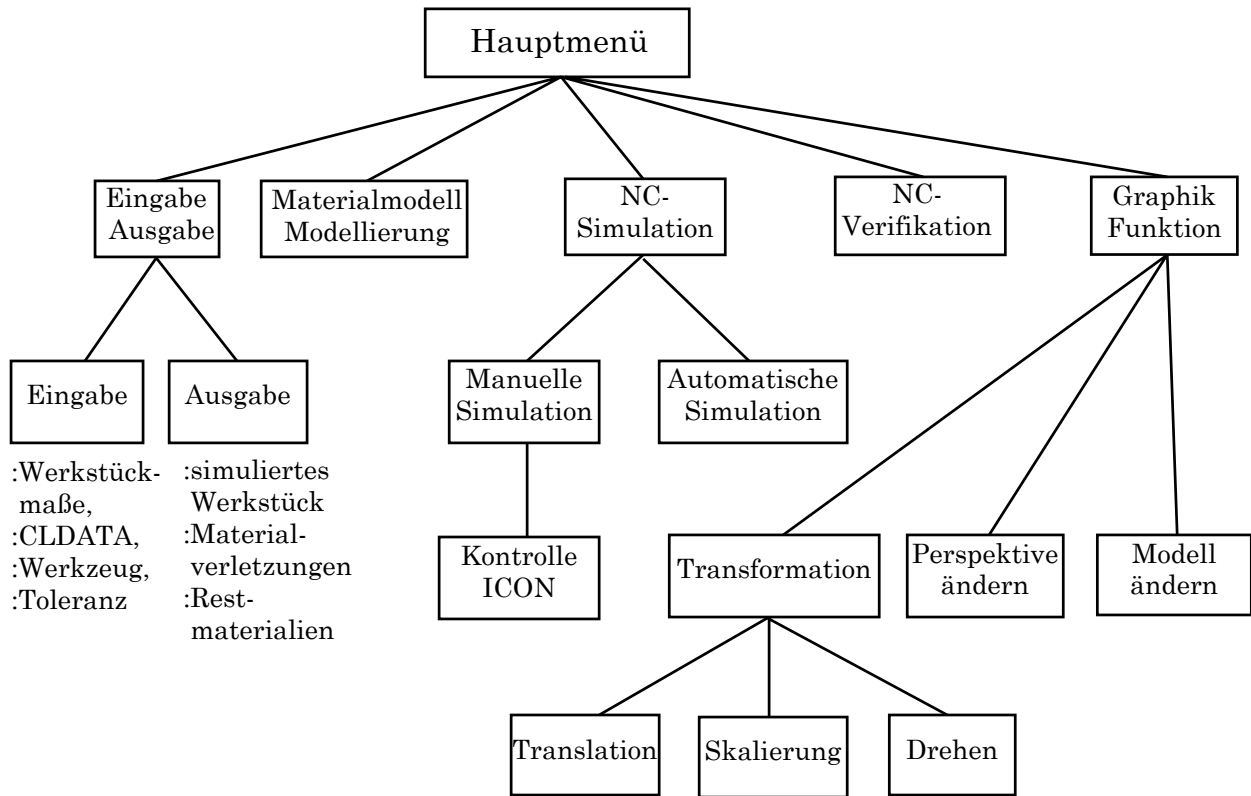 Hauptmenü
Eingabe
Ausgabe
Materialmodell
Modellierung
NC-
Simulation
NC-
Verifikation
Graphik
Funktion
Eingabe
Ausgabe
Manuelle
Simulation
Automatische
Simulation
:Werkstück-
maße,
:CLDATA,
:Werkzeug,
:Toleranz
:simuliertes
Werkstück
:Material-
verletzungen
:Rest-
materialien
Kontrolle
ICON
Transformation
Perspektive
ändern
Modell
ändern
Translation
Skalierung
Drehen